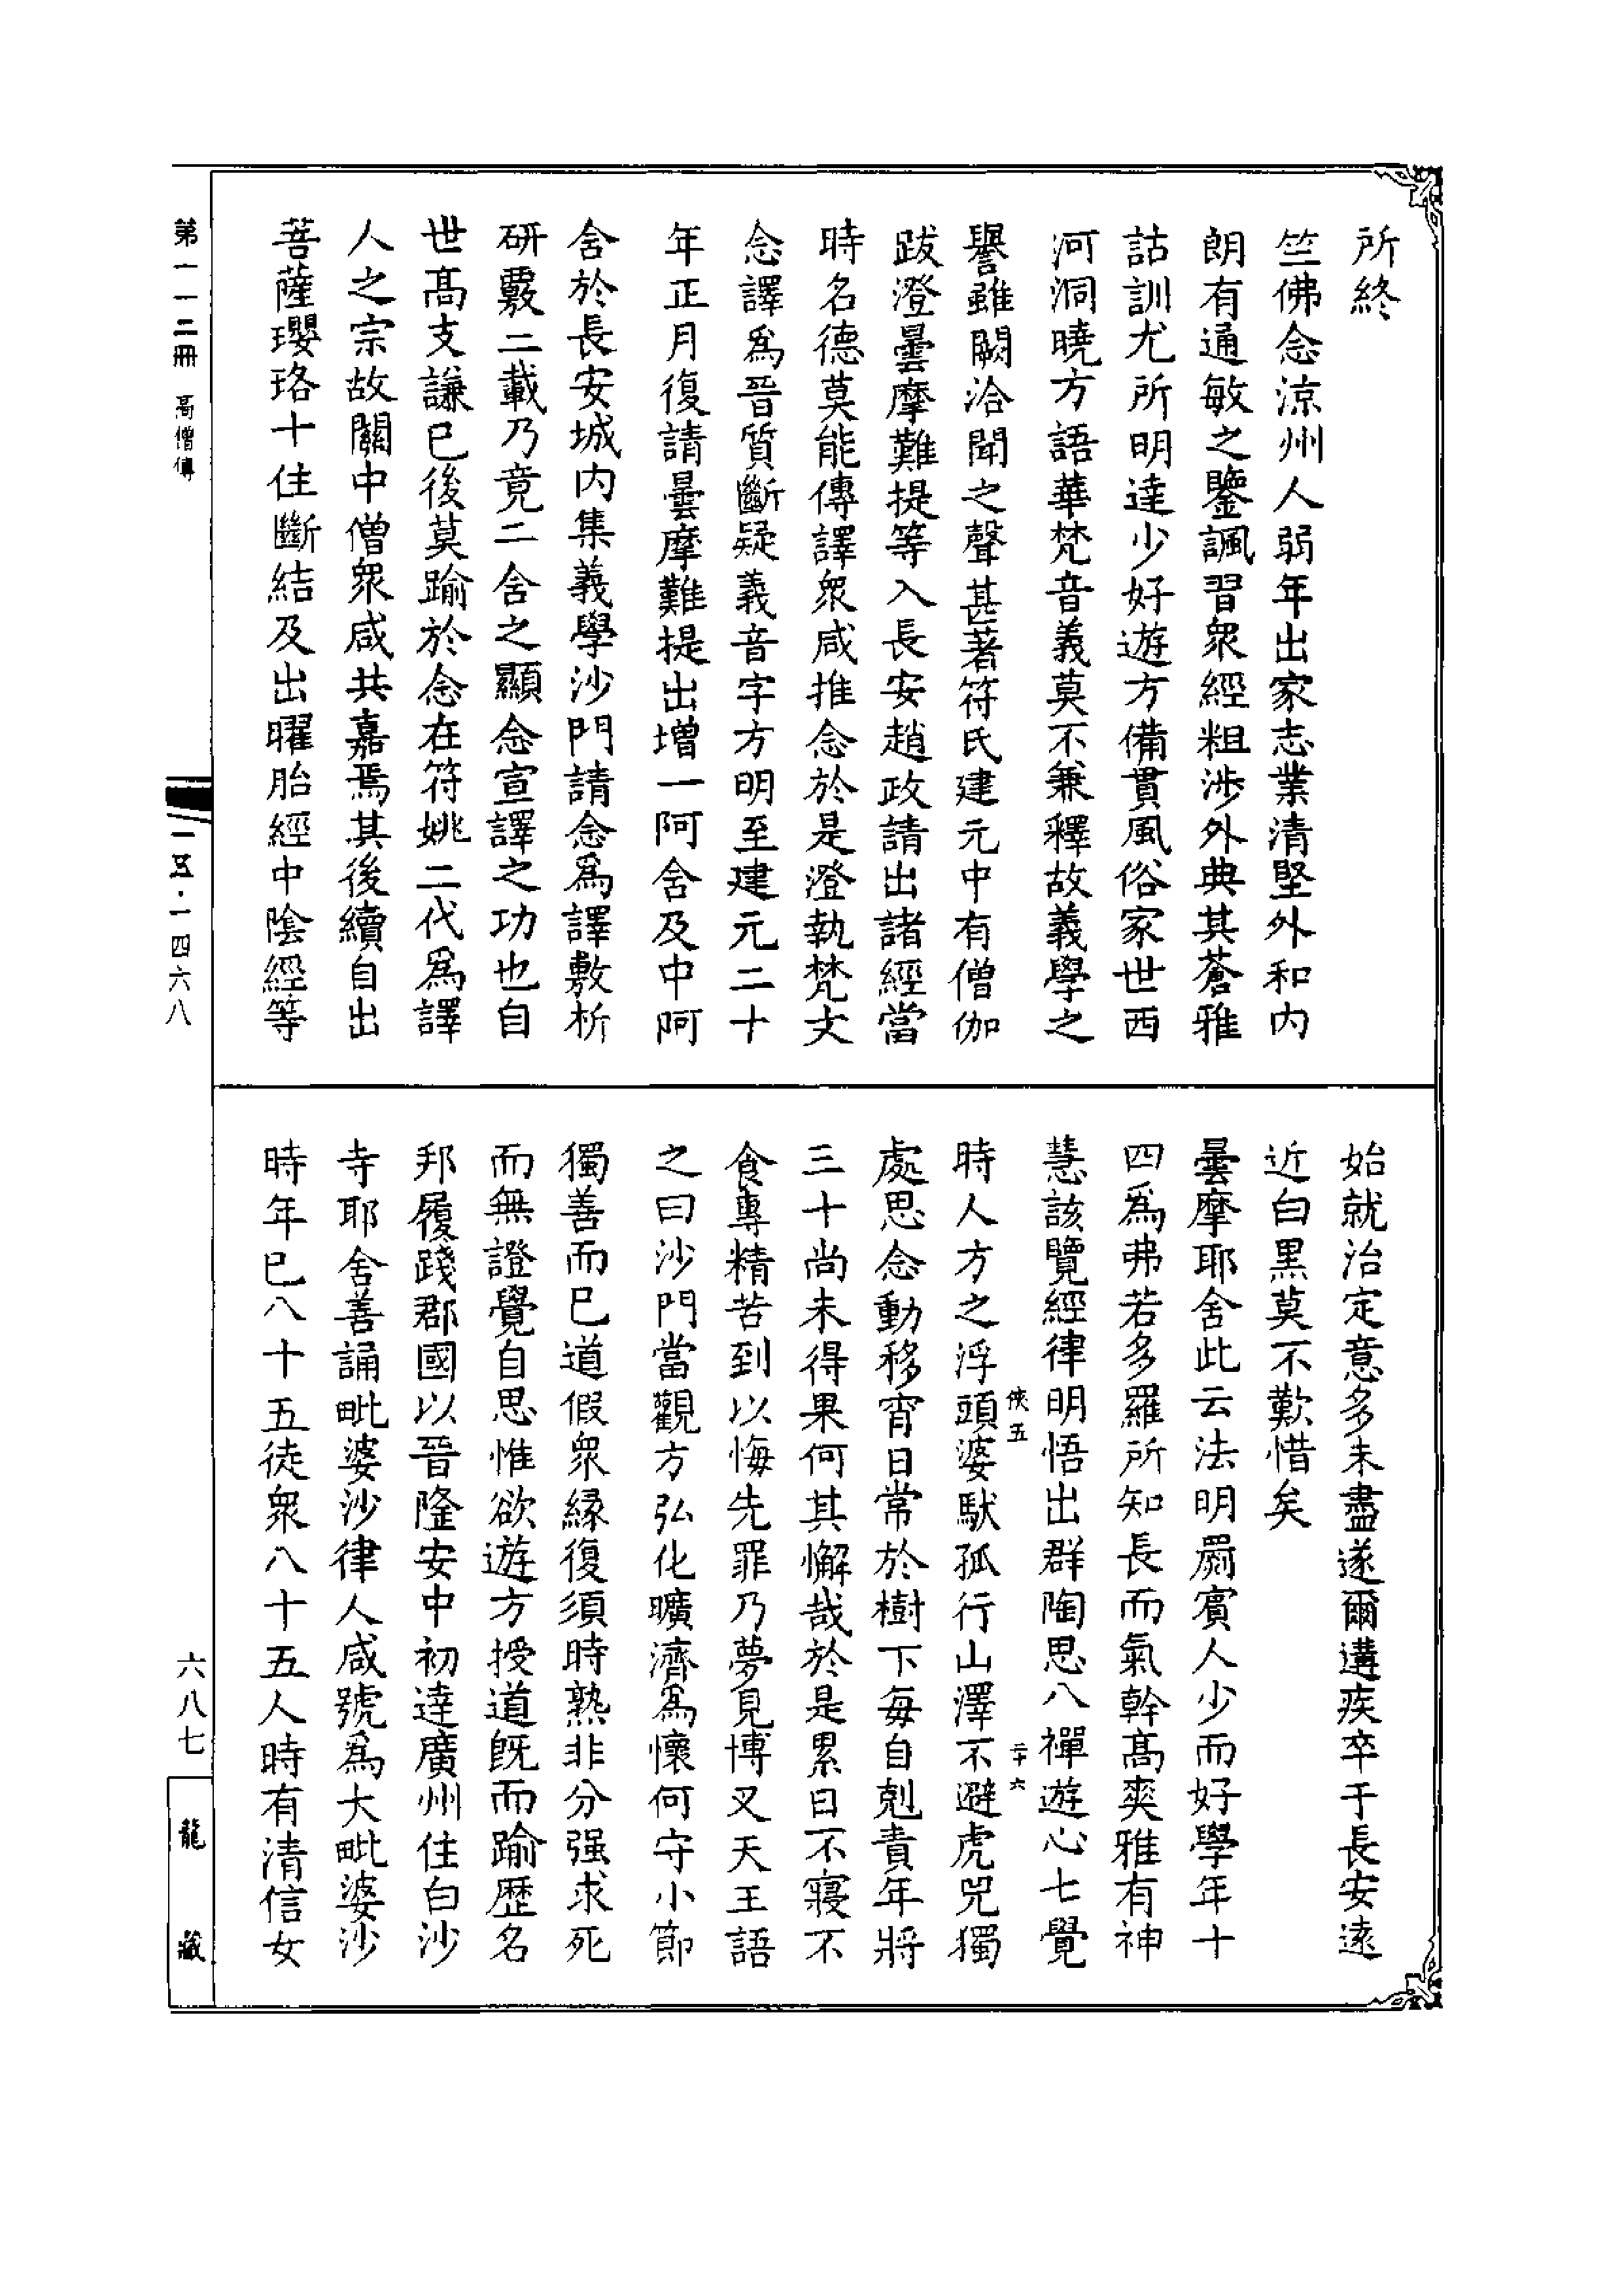 所終
竺佛念涼州人弱年出家志業清堅外和內
朗有通敏之鑒諷習眾經粗涉外典其蒼雅
詁訓尤所明達少好遊方備貫風俗家世西
河洞曉方語華梵音義莫不兼釋故義學之
譽雖闕洽聞之聲甚著符氏建元中有僧伽
跋澄曇摩難提等入長安趙政請出諸經當
時名德莫能傳譯眾咸推念於是澄執梵文
念譯為晉質斷疑義音字方明至建元二十
年正月復請曇摩難提出增一阿含及中阿
含於長安城內集義學沙門請念為譯敷析
研覈二載乃竟二含之顯念宣譯之功也自
世高支謙已後莫踰於念在符姚二代為譯
人之宗故關中僧眾咸共嘉焉其後續自出
菩薩瓔珞十住斷結及出曜胎經中陰經等
始就治定意多未盡遂爾遘疾卒于長安遠
近白黑莫不歎惜矣
曇摩耶舍此云法明罽賓人少而好學年十
四為弗若多羅所知長而氣幹高爽雅有神
慧該覽經律明悟出群陶思八禪遊心七覺
俠五
二十六
時人方之浮頭婆馱孤行山澤不避虎兕獨
處思念動移宵日常於樹下每自剋責年將
三十尚未得果何其懈哉於是累日不寢不
食專精苦到以悔先罪乃夢見博叉天王語
之曰沙門當觀方弘化曠濟為懷何守小節
獨善而已道假眾緣復須時熟非分强求死
而無證覺自思惟欲遊方授道既而踰歷名
邦履踐郡國以晉隆安中初達廣州住白沙
寺耶舍善誦毗婆沙律人咸號為大毗婆沙
時年已八十五徒眾八十五人時有清信女
第一一二冊 高僧傳
一五·一四六八
六八七
龍藏